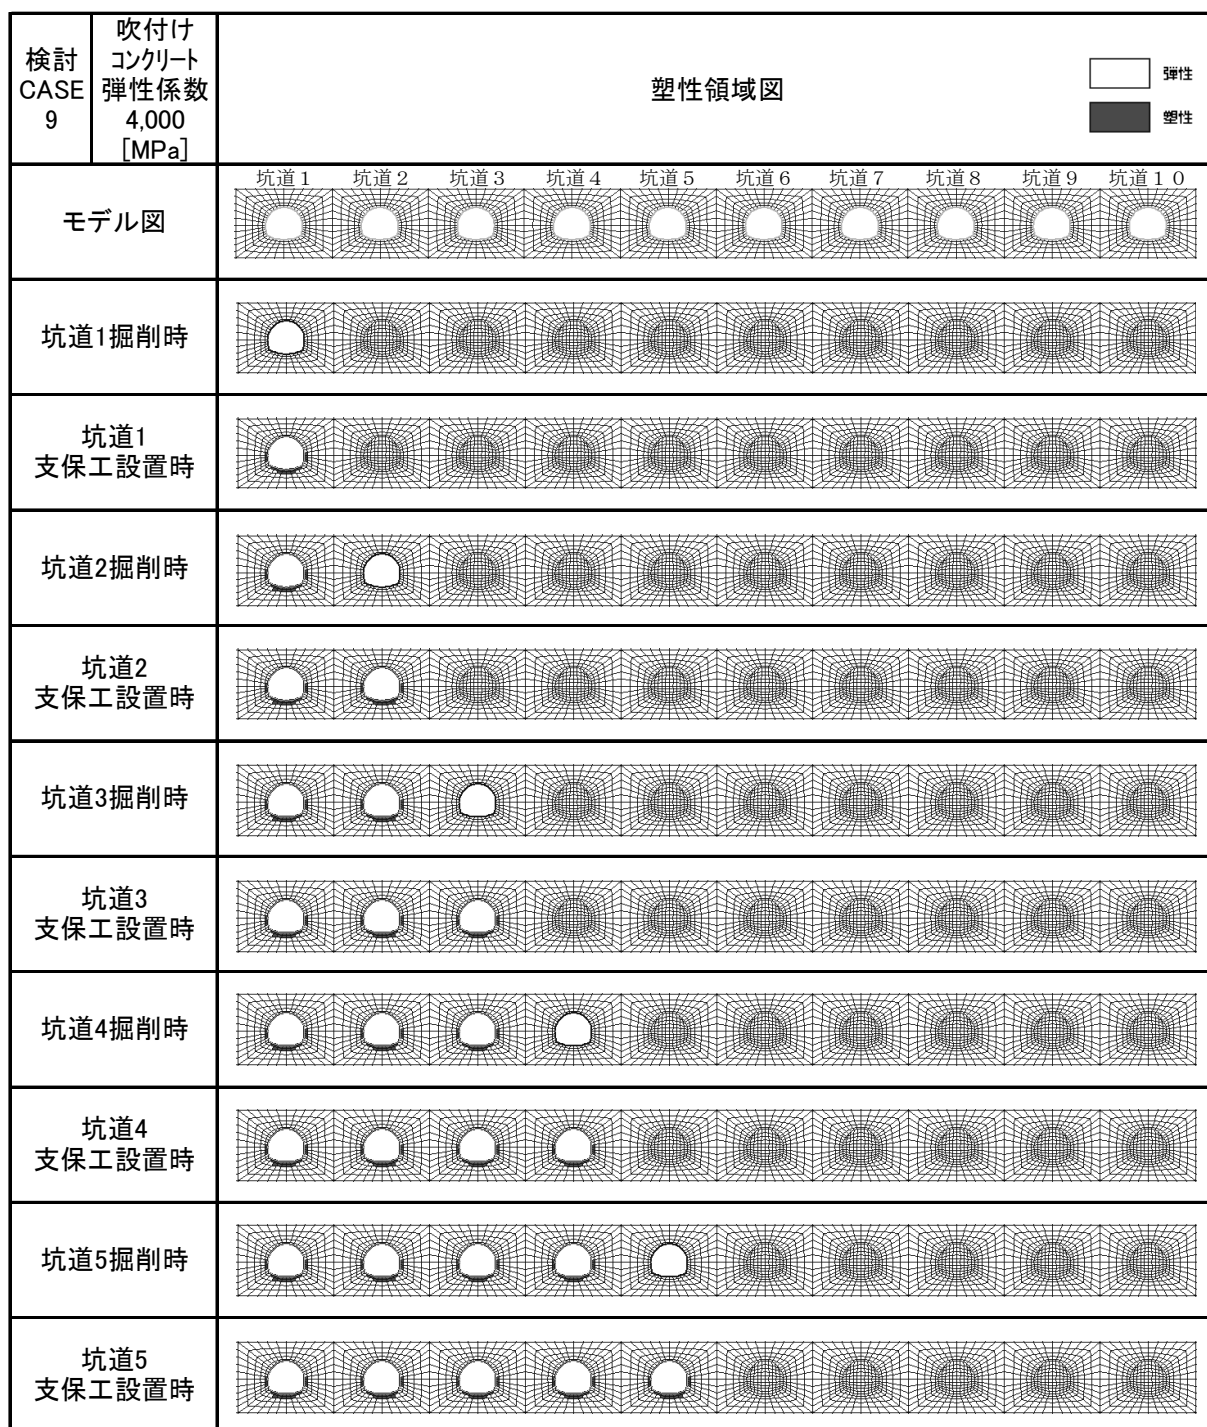 検討
CASE
9
吹付け
コンクリート
弾性係数
4,000
[MPa]
塑性領域図
弾性
塑性
モデル図
坑道１ 坑道２ 坑道３ 坑道４ 坑道５ 坑道６ 坑道７ 坑道８ 坑道９ 坑道１０
坑道1掘削時
坑道1
支保工設置時
坑道2掘削時
坑道2
支保工設置時
坑道3掘削時
坑道3
支保工設置時
坑道4掘削時
坑道4
支保工設置時
坑道5掘削時
坑道5
支保工設置時